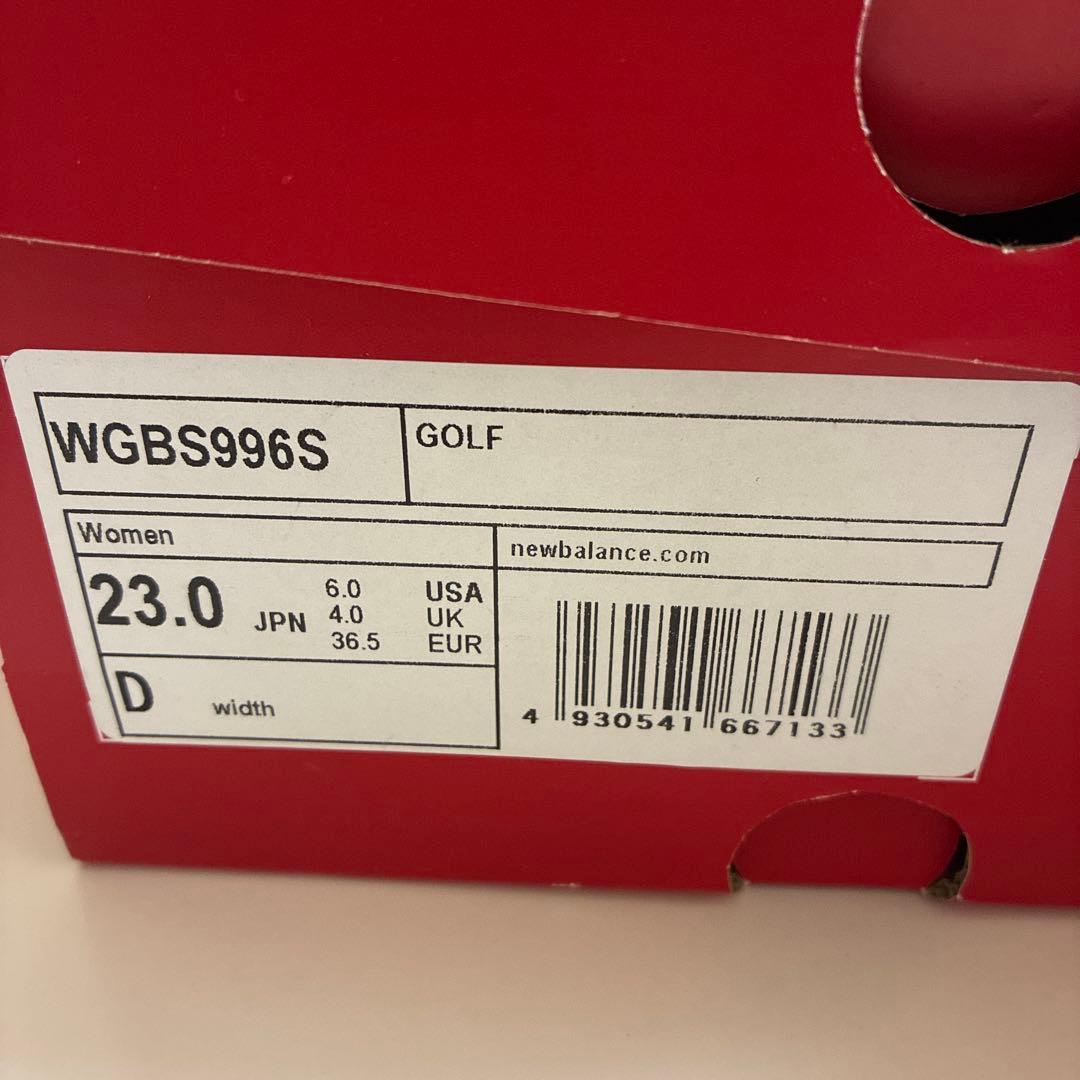 WGBS996S
GOLF
Women
newbalance.com
23.0 JPN
6.0 USA
4.0 UK
36.5 EUR
D width
4 930541 667133